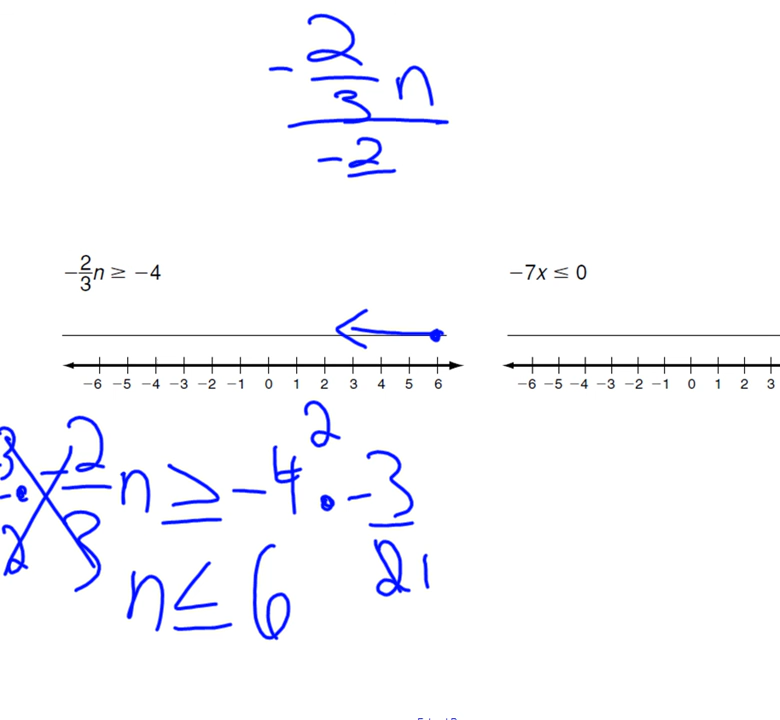 - 2/3 n
-2
-2/3n ≥ -4
-7x ≤ 0
-6 -5 -4 -3 -2 -1 0 1 2 3 4 5 6
-6 -5 -4 -3 -2 -1 0 1 2 3
3/2 · -2/3 n ≥ -4 2 · -3/2 1
n ≤ 6